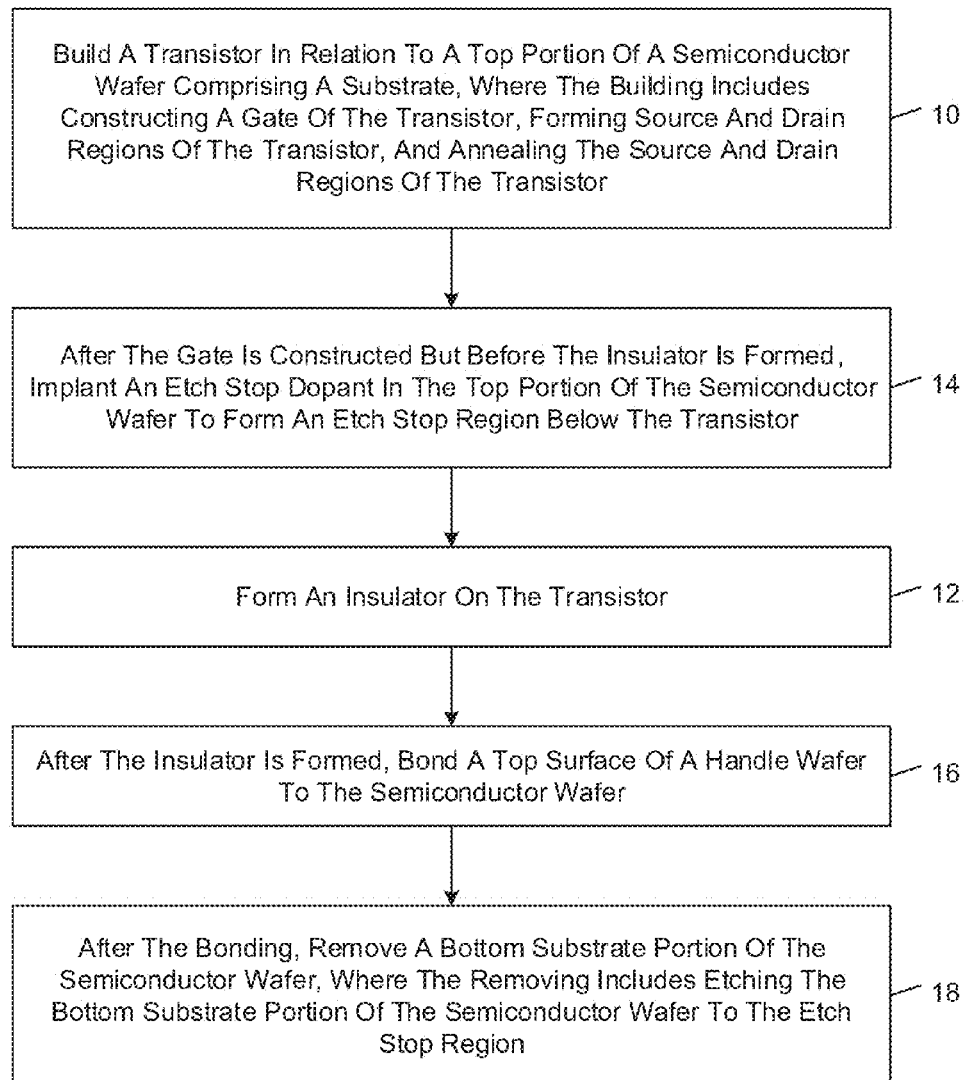 Build A Transistor In Relation To A Top Portion Of A Semiconductor
Wafer Comprising A Substrate, Where The Building Includes
Constructing A Gate Of The Transistor, Forming Source And Drain
Regions Of The Transistor, And Annealing The Source And Drain
Regions Of The Transistor
10
After The Gate Is Constructed But Before The Insulator Is Formed,
Implant An Etch Stop Dopant In The Top Portion Of The Semiconductor
Wafer To Form An Etch Stop Region Below The Transistor
14
Form An Insulator On The Transistor
12
After The Insulator Is Formed, Bond A Top Surface Of A Handle Wafer
To The Semiconductor Wafer
16
After The Bonding, Remove A Bottom Substrate Portion Of The
Semiconductor Wafer, Where The Removing Includes Etching The
Bottom Substrate Portion Of The Semiconductor Wafer To The Etch
Stop Region
18